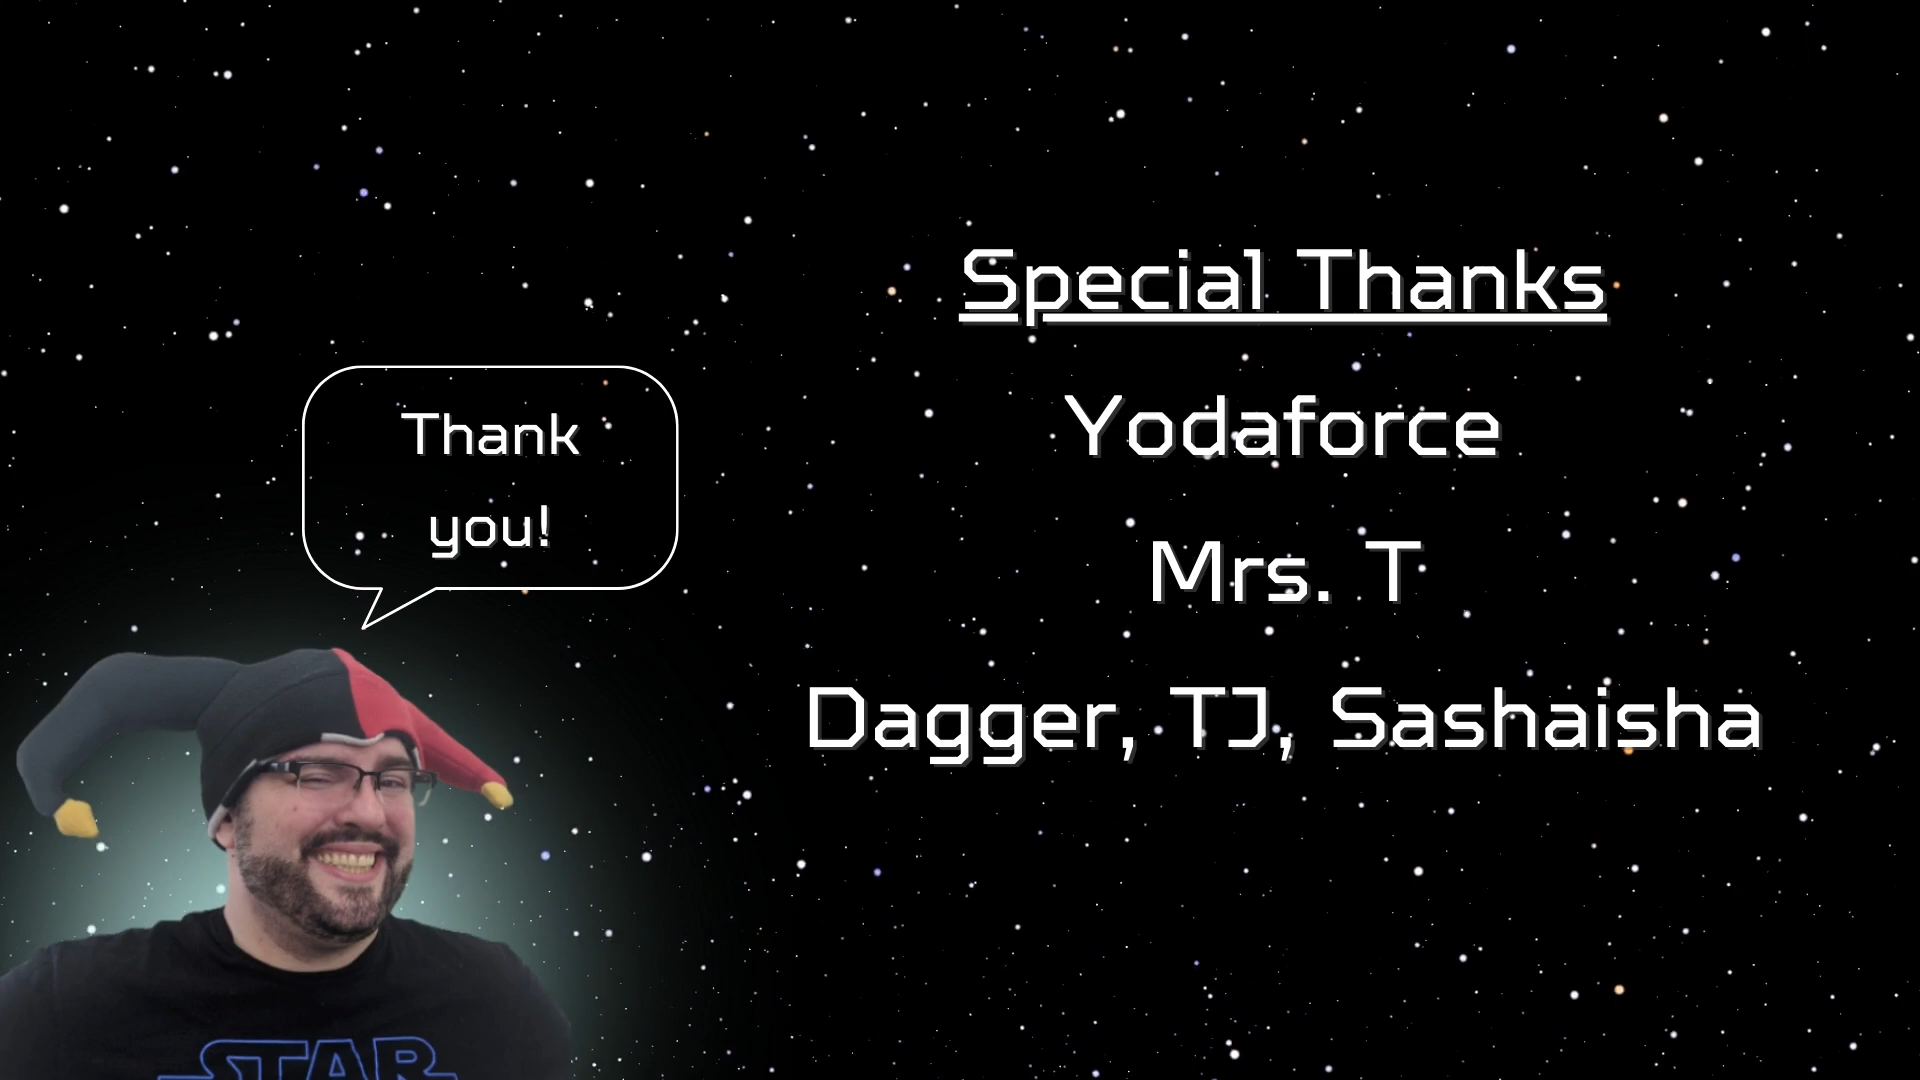 Special Thanks
Yodaforce
Mrs. T
Dagger, TJ, Sashaisha
Thank
you!
STAR